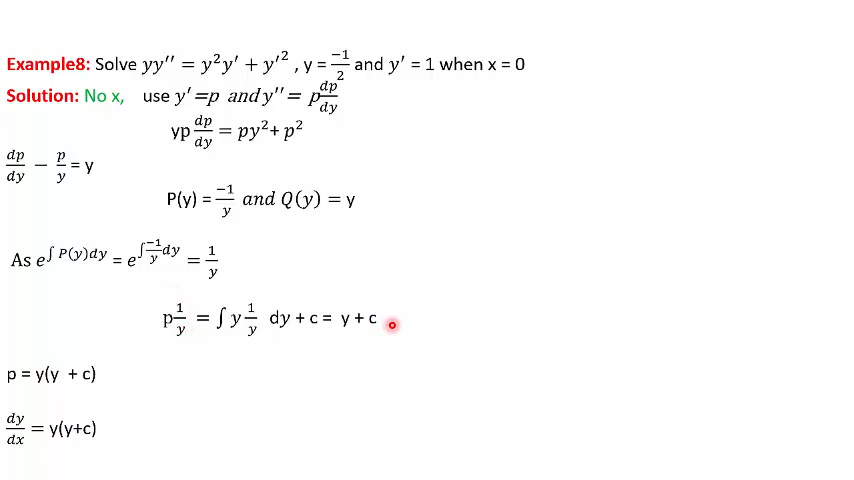 Example8: Solve yy′′ = y²y′ + y′², y = −1/2 and y′ = 1 when x = 0
Solution: No x, use y′=p and y′′= p dp/dy
yp dp/dy = py²+ p²
dp/dy − p/y = y
P(y) = −1/y and Q(y) = y
As e^∫P(y)dy = e^∫−1/y dy = 1/y
p 1/y = ∫ y 1/y dy + c = y + c
p = y(y + c)
dy/dx = y(y+c)